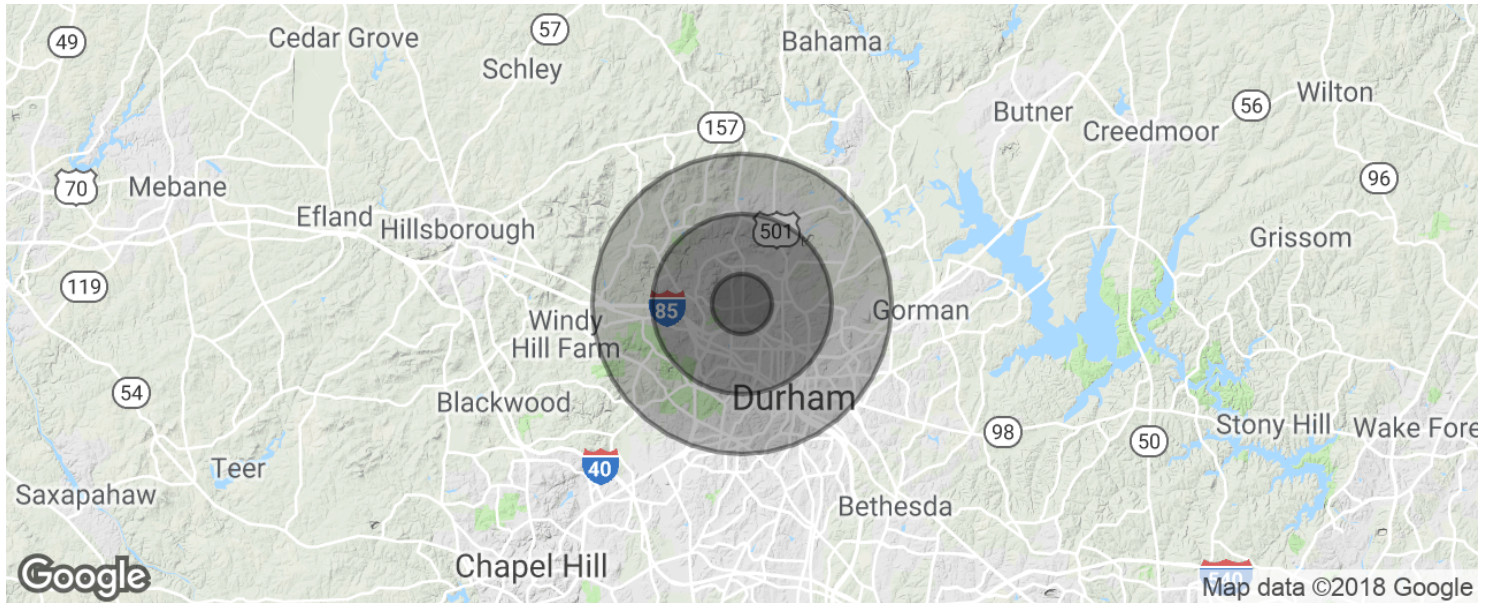 49
Cedar Grove
57
Schley
Bahama
Butner
Creedmoor
56
Wilton
157
70
Mebane
96
Efland
Hillsborough
501
Grissom
119
85
Gorman
Windy
Hill Farm
54
Blackwood
Durham
98
50
Stony Hill
Wake Fore
Teer
40
Saxapahaw
Bethesda
Chapel Hill
Google
540
Map data ©2018 Google